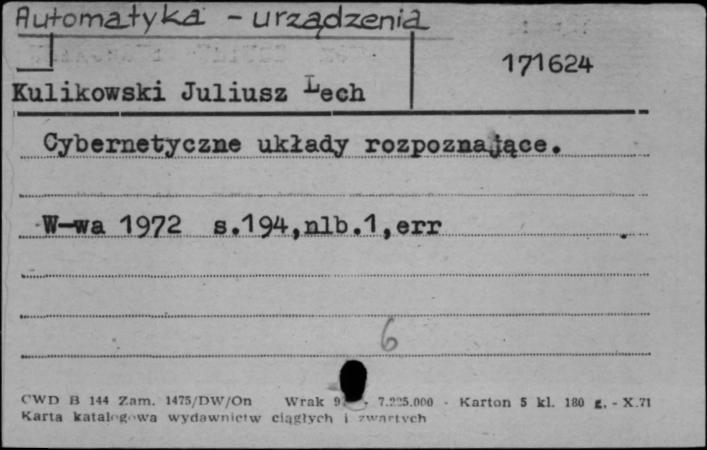 Automatyka - urządzenia
171624
Kulikowski Juliusz Lech
Cybernetyczne układy rozpoznające.
W-wa 1972 s.194,nlb.1,err
6
CWD B 144 Zam. 1475/DW/On Wrak 7.225.000 - Karton 5 kl. 180 g. - X.71
Karta katalogowa wydawnictw ciągłych i zwartych